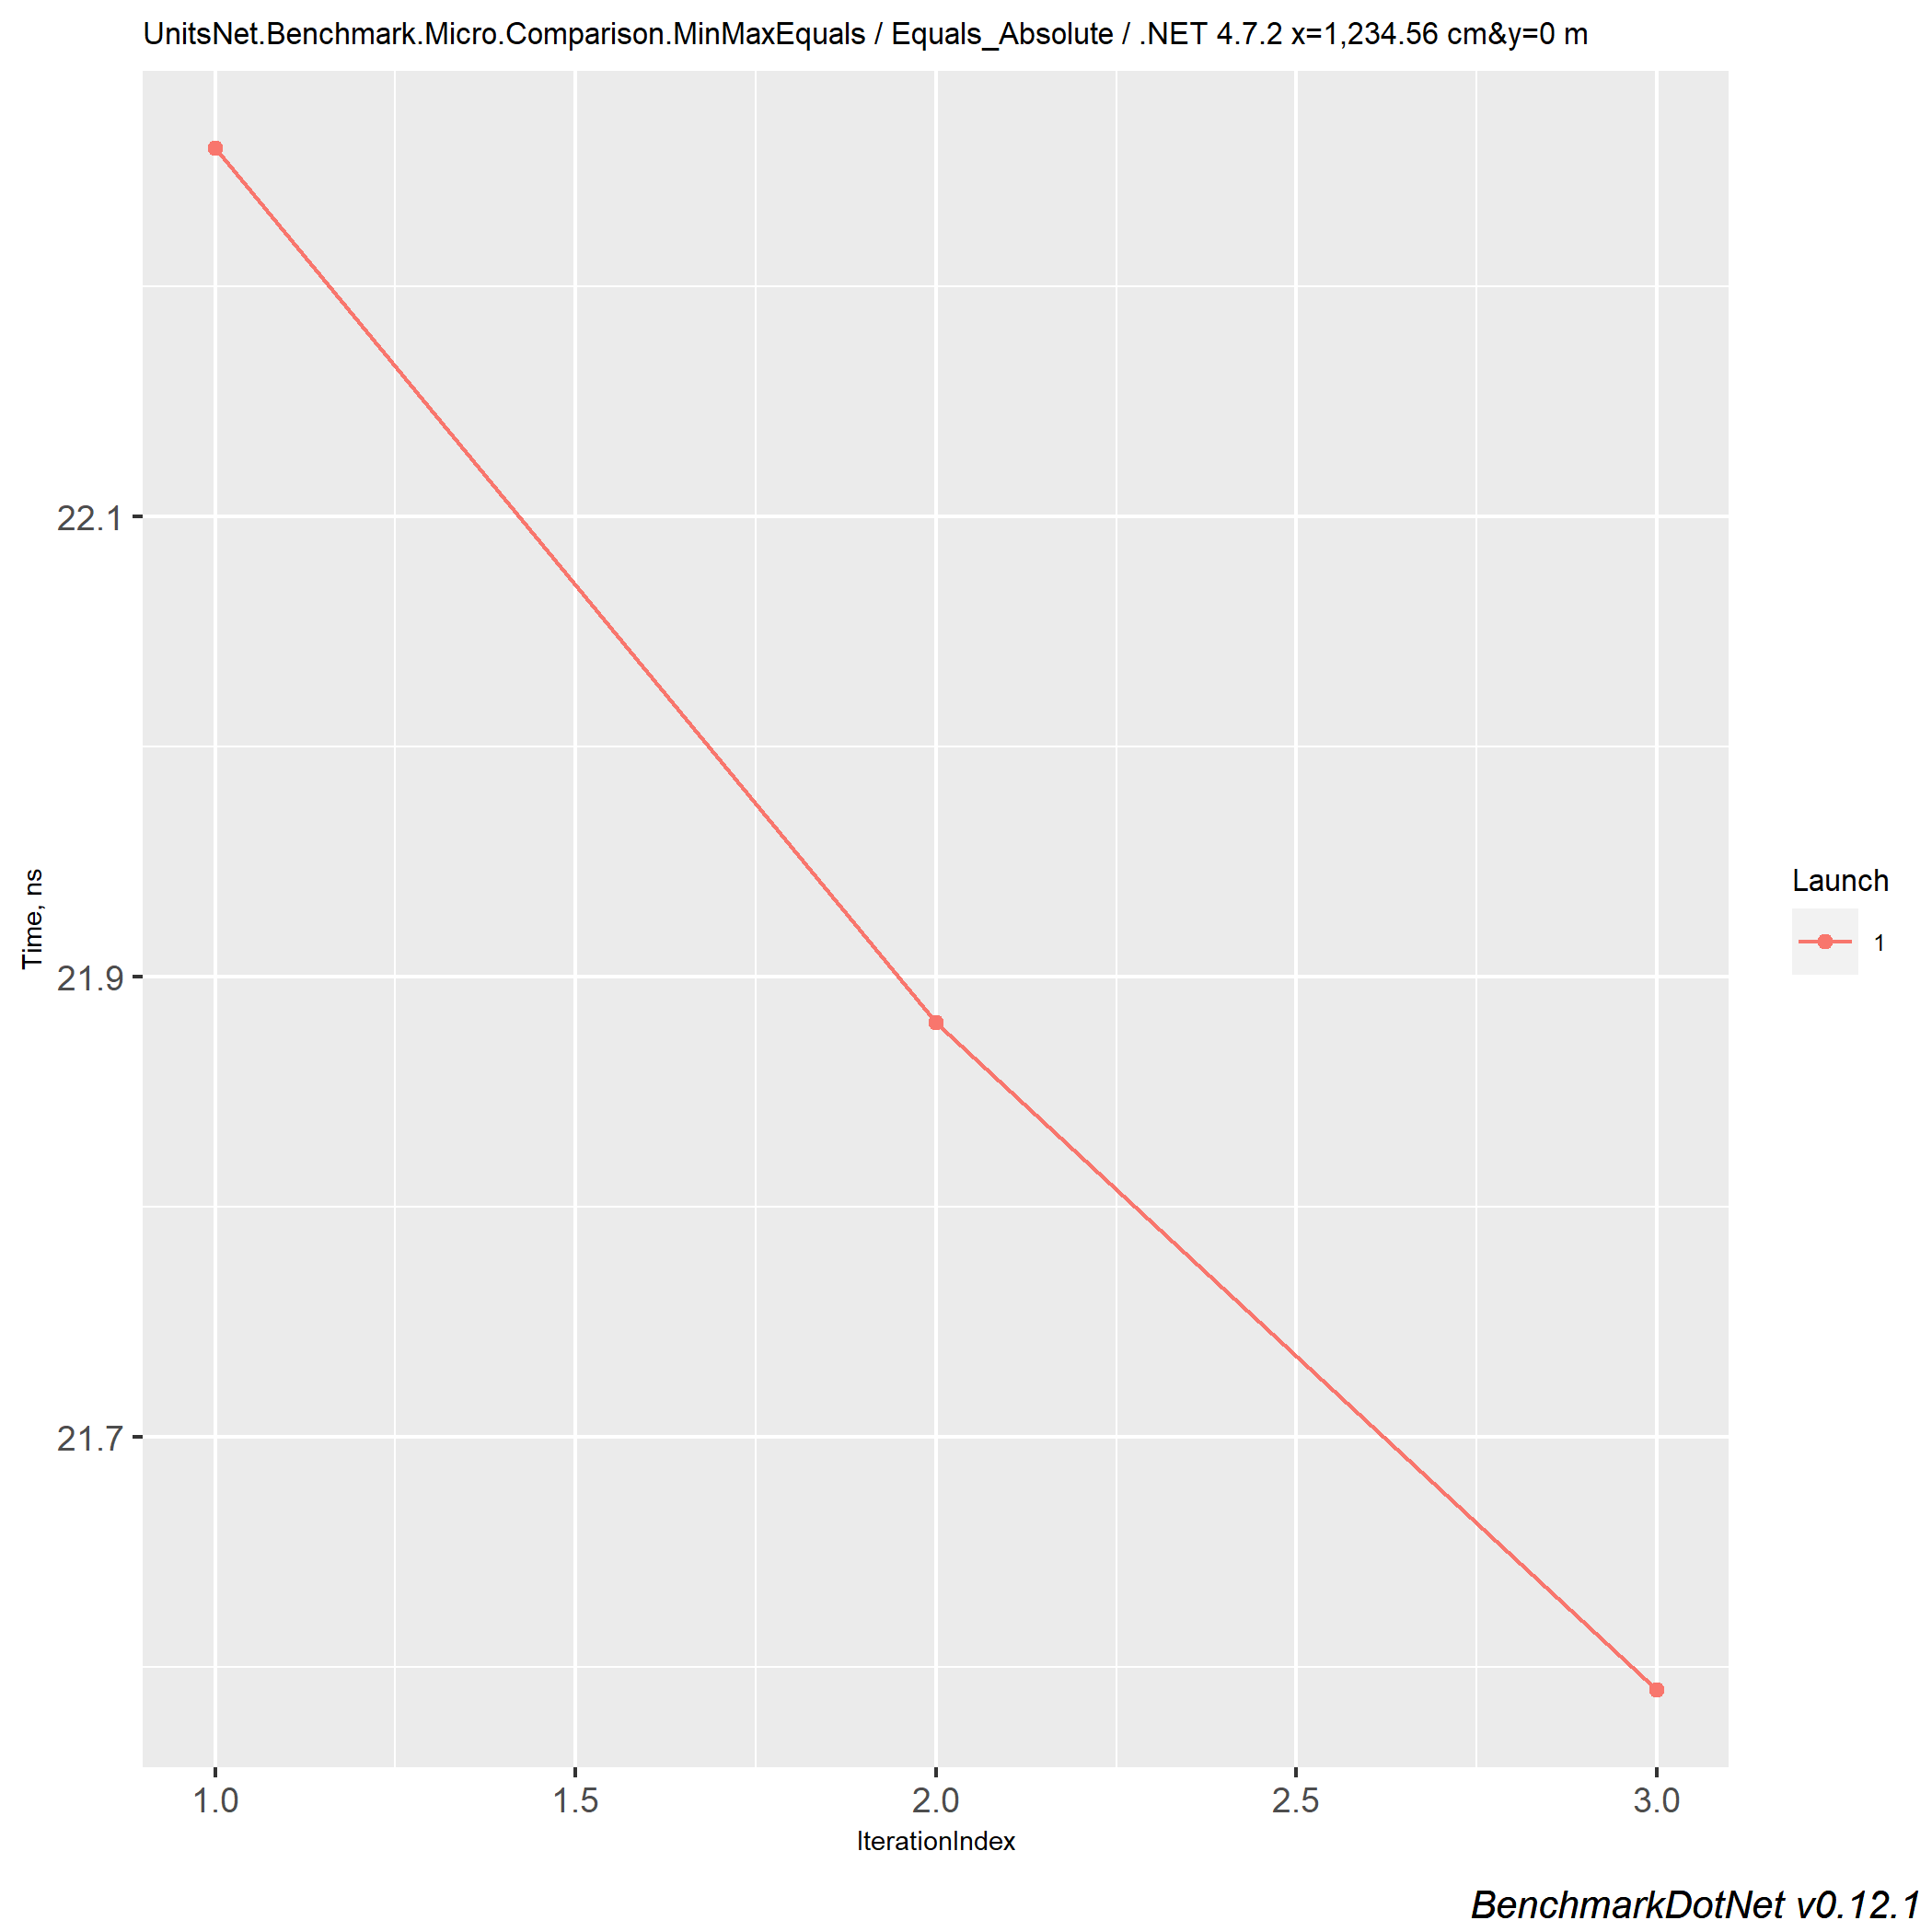 UnitsNet.Benchmark.Micro.Comparison.MinMaxEquals / Equals_Absolute / .NET 4.7.2 x=1,234.56 cm&y=0 m
22.1
21.9
21.7
Time, ns
1.0 1.5 2.0 2.5 3.0
IterationIndex
Launch
1
BenchmarkDotNet v0.12.1